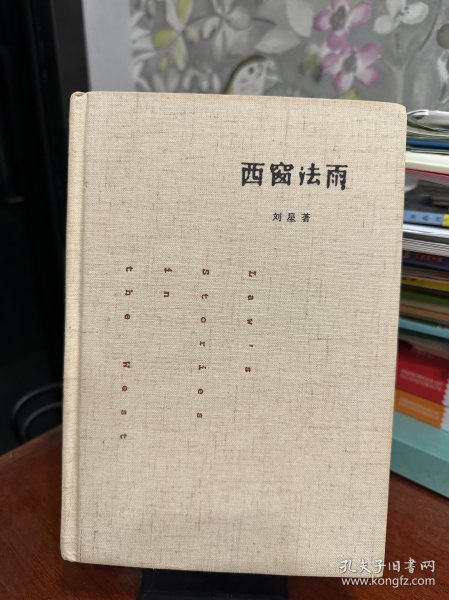 西窗法雨
刘星著
Law's
Stories
in
the West
孔夫子旧书网
www.kongfz.com